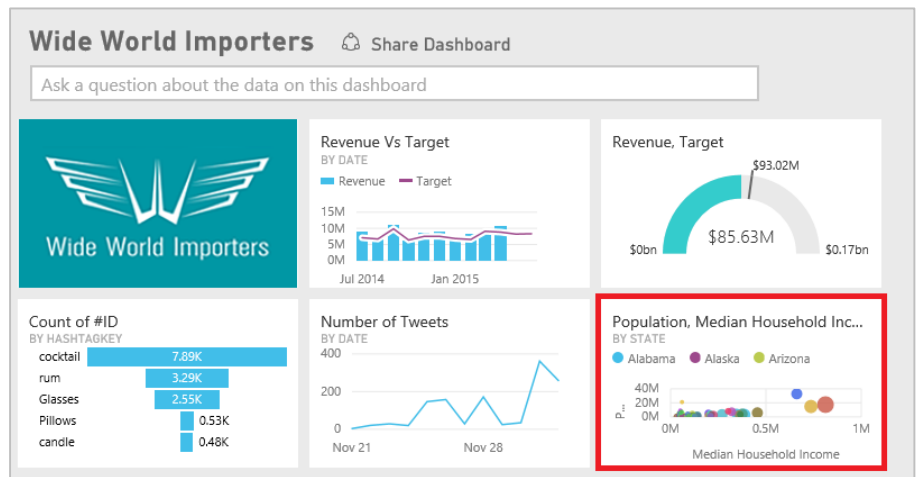 Wide World Importers Share Dashboard
Ask a question about the data on this dashboard
Wide World Importers
Revenue Vs Target
BY DATE
Revenue Target
15M
10M
5M
0M
Jul 2014 Jan 2015
Revenue, Target
$93.02M
$85.63M
$0bn $0.17bn
Count of #ID
BY HASHTAGKEY
cocktail 7.89K
rum 3.29K
Glasses 2.55K
Pillows 0.53K
candle 0.48K
Number of Tweets
BY DATE
400
200
0
Nov 21 Nov 28
Population, Median Household Inc...
BY STATE
Alabama Alaska Arizona
40M
20M
0M
P...
0M 0.5M 1M
Median Household Income